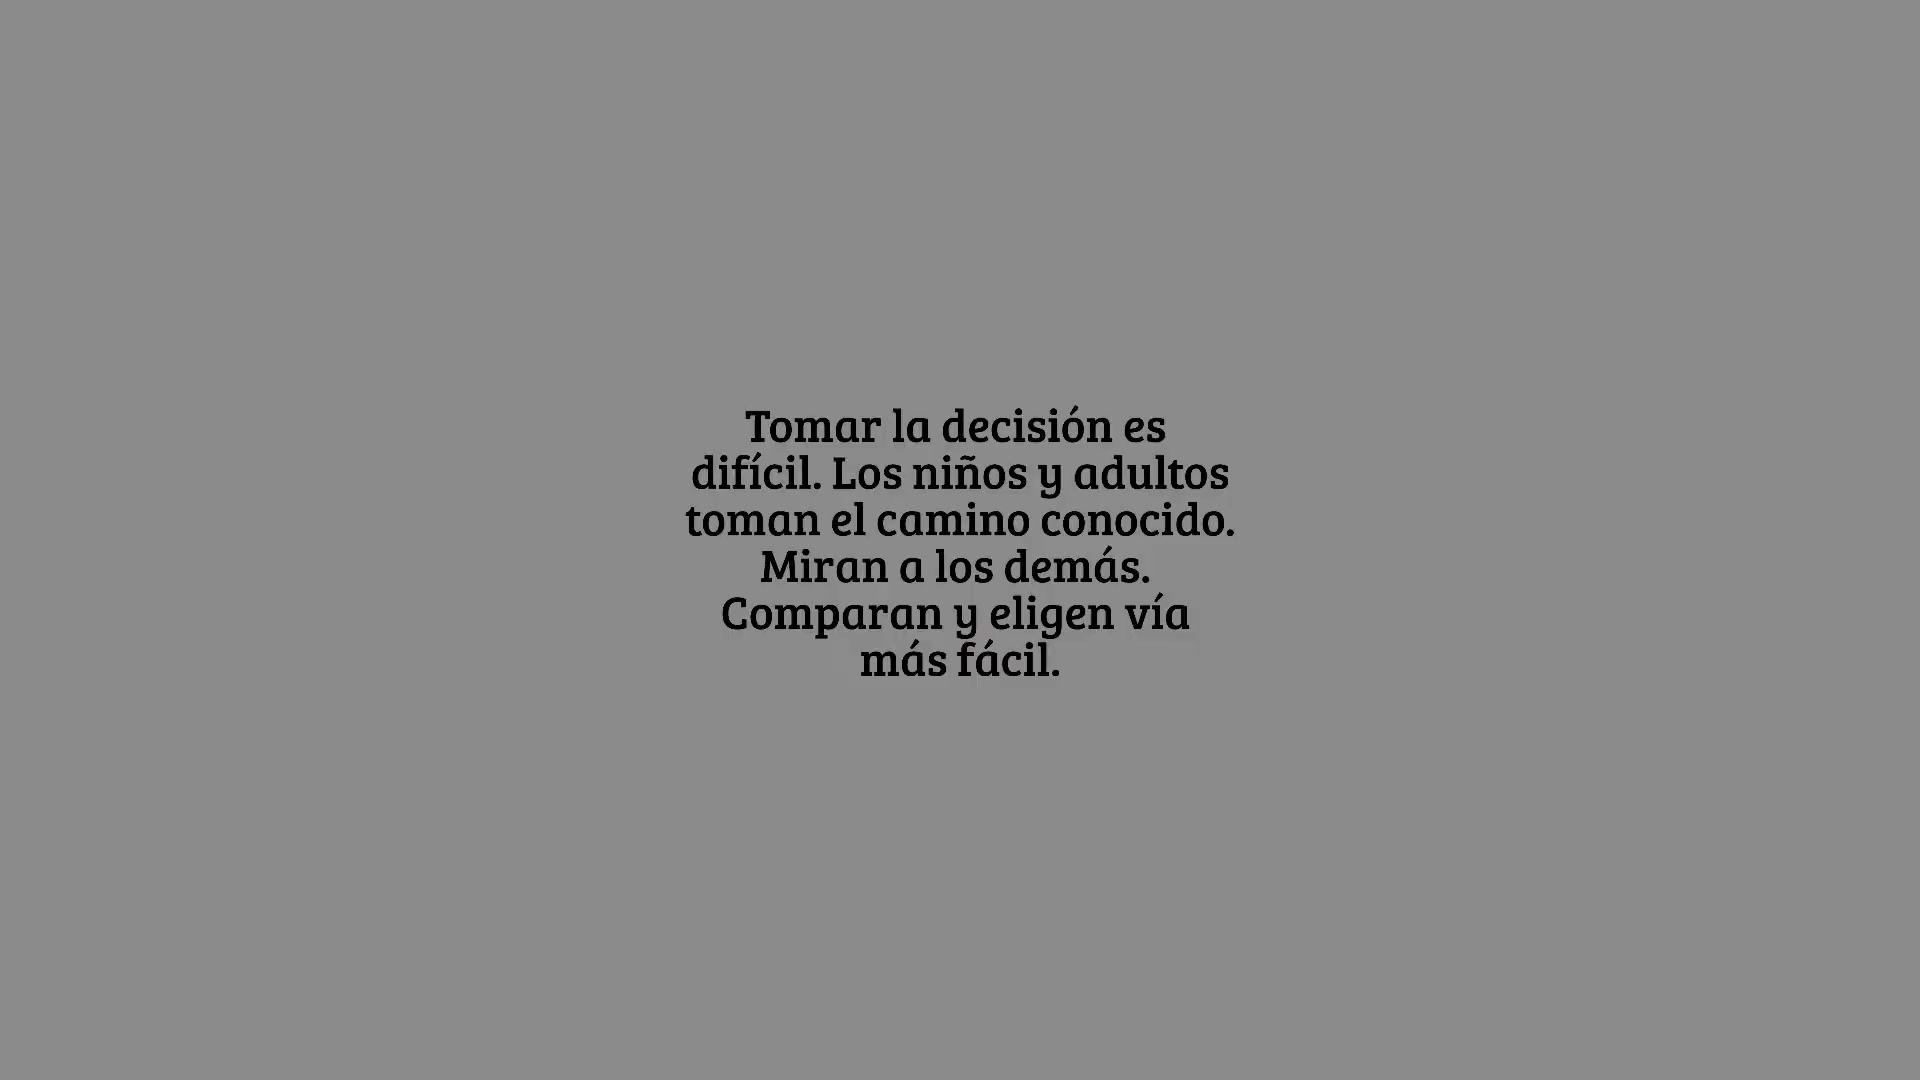 Tomar la decisión es
difícil. Los niños y adultos
toman el camino conocido.
Miran a los demás.
Comparan y eligen vía
más fácil.